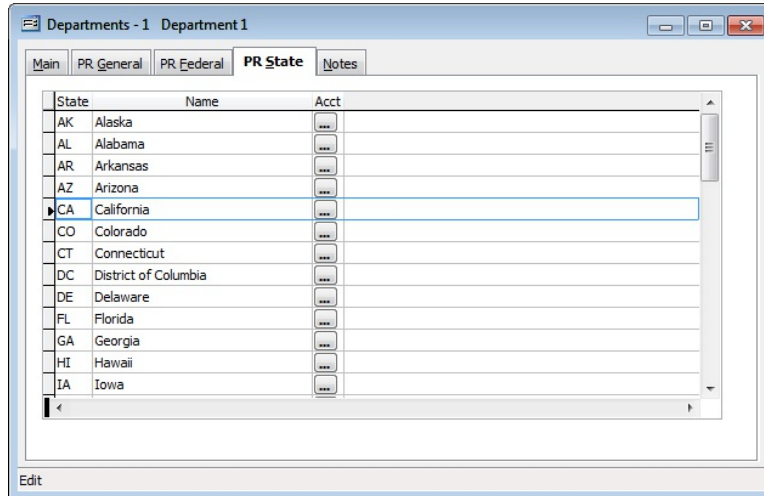 Departments - 1 Department 1
Main PR General PR Federal PR State Notes
State Name Acct
AK Alaska ...
AL Alabama ...
AR Arkansas ...
AZ Arizona ...
CA California ...
CO Colorado ...
CT Connecticut ...
DC District of Columbia ...
DE Delaware ...
FL Florida ...
GA Georgia ...
HI Hawaii ...
IA Iowa ...
Edit